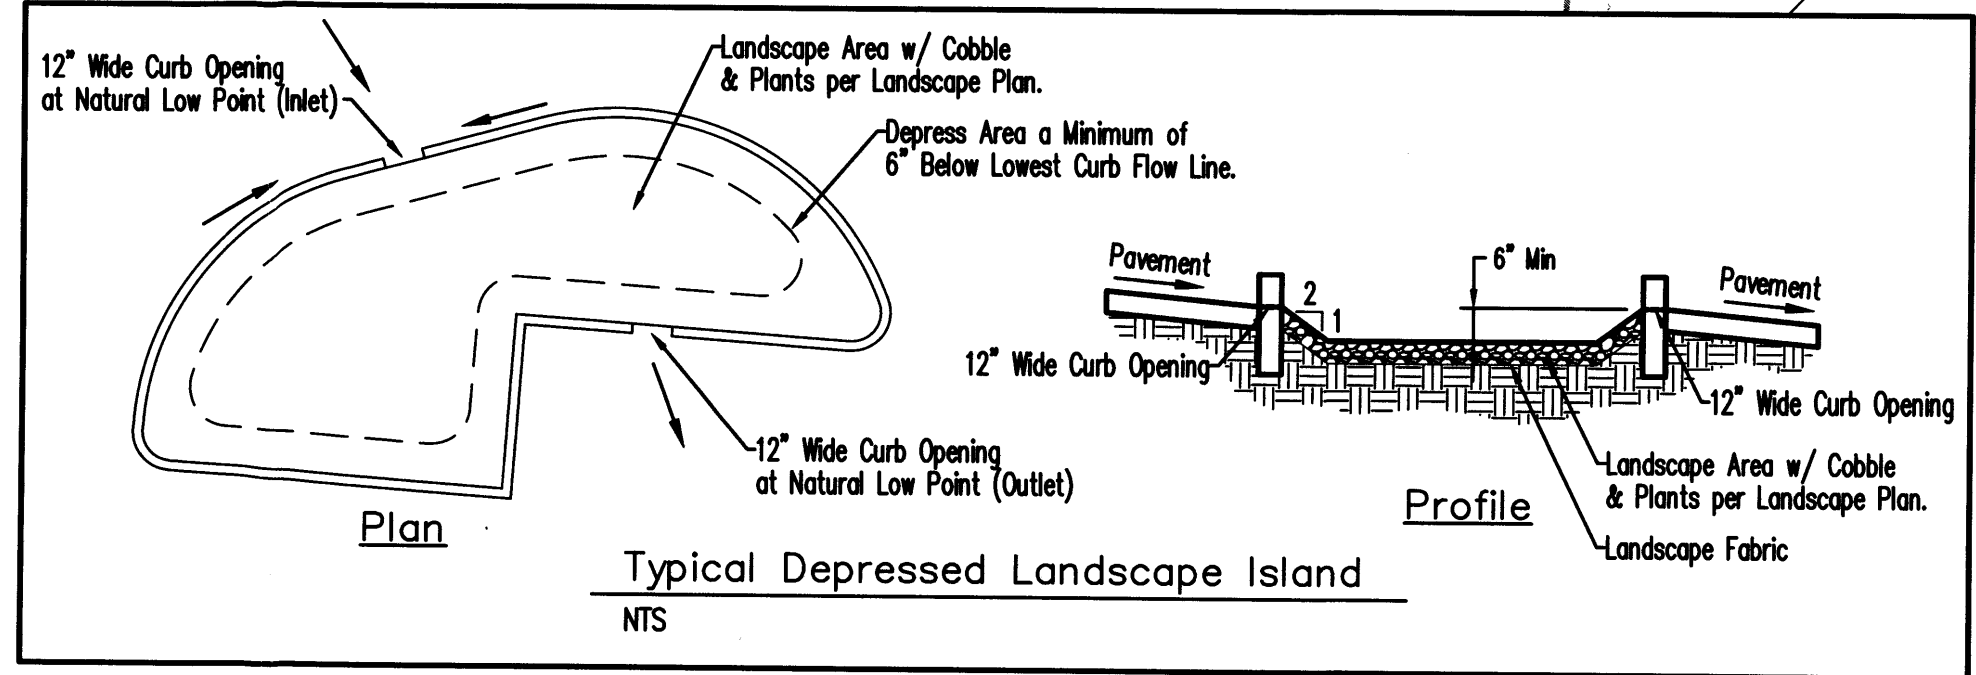 12" Wide Curb Opening
at Natural Low Point (Inlet)
Landscape Area w/ Cobble
& Plants per Landscape Plan.
Depress Area a Minimum of
6" Below Lowest Curb Flow Line.
12" Wide Curb Opening
at Natural Low Point (Outlet)
Plan
Pavement
2
1
6" Min
Pavement
12" Wide Curb Opening
12" Wide Curb Opening
Landscape Area w/ Cobble
& Plants per Landscape Plan.
Landscape Fabric
Profile
Typical Depressed Landscape Island
NTS